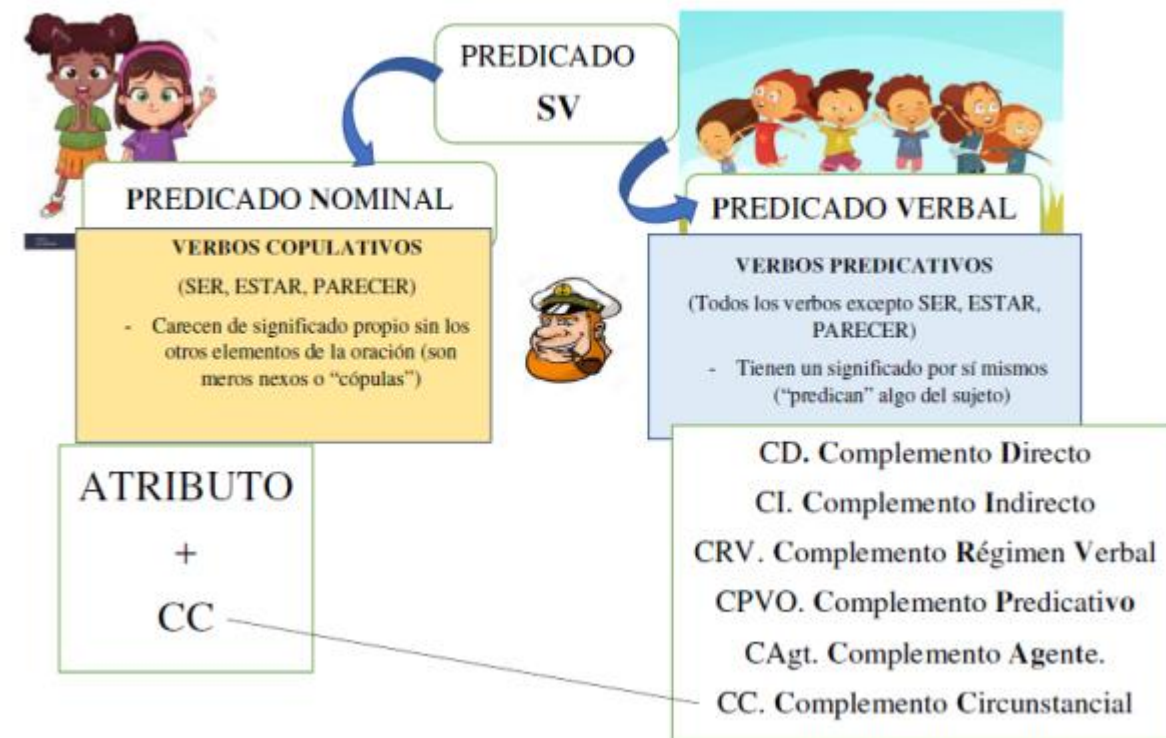 PREDICADO
SV
PREDICADO NOMINAL
VERBOS COPULATIVOS
(SER, ESTAR, PARECER)
- Carecen de significado propio sin los
otros elementos de la oración (son
meros nexos o “cópulas”)
ATRIBUTO
+
CC
PREDICADO VERBAL
VERBOS PREDICATIVOS
(Todos los verbos excepto SER, ESTAR,
PARECER)
- Tienen un significado por sí mismos
(“predican” algo del sujeto)
CD. Complemento Directo
CI. Complemento Indirecto
CRV. Complemento Régimen Verbal
CPVO. Complemento Predicativo
CAgt. Complemento Agente.
CC. Complemento Circunstancial